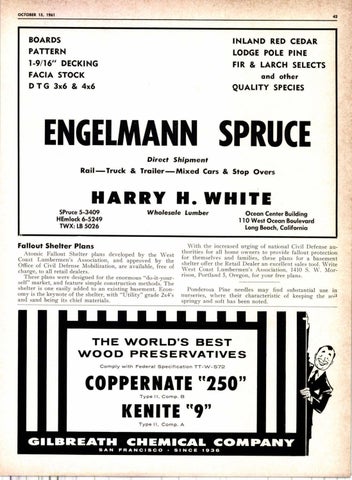 OCTOBER 15, 1961
43
BOARDS
PATTERN
1-9/16" DECKING
FACIA STOCK
D T G 3x6 & 4x6
INLAND RED CEDAR
LODGE POLE PINE
FIR & LARCH SELECTS
and other
QUALITY SPECIES
ENGELMANN SPRUCE
Direct Shipment
Rail—Truck & Trailer—Mixed Cars & Stop Overs
HARRY H. WHITE
SPruce 5-3409
HEmlock 6-5249
TWX: LB 5026
Wholesale Lumber
Ocean Center Building
110 West Ocean Boulevard
Long Beach, California
Fallout Shelter Plans
Atomic Fallout Shelter plans developed by the West
Coast Lumbermen's Association, and approved by the
Office of Civil Defense Mobilization, are available, free of
charge, to all retail dealers.
These plans were designed for the enormous "do-it-your-
self" market, and feature simple construction methods. The
shelter is one easily added to an existing basement. Econ-
omy is the keynote of the shelter, with "Utility" grade 2x4's
and sand being its chief materials.
With the increased urging of national Civil Defense au-
thorities for all home owners to provide fallout protection
for themselves and families, these plans for a basement
shelter offer the Retail Dealer an excellent sales tool. Write
West Coast Lumbermen's Association, 1410 S. W. Mor-
rison, Portland 5, Oregon, for your free plans.
Ponderosa Pine needles may find substantial use in
nurseries, where their characteristic of keeping the soil
springy and soft has been noted.
THE WORLD'S BEST
WOOD PRESERVATIVES
Comply with Federal Specification TT-W-572
COPPERNATE "250"
Type II, Comp. B
KENITE "9"
Type II, Comp. A
GILBREATH CHEMICAL COMPANY
SAN FRANCISCO - SINCE 1936